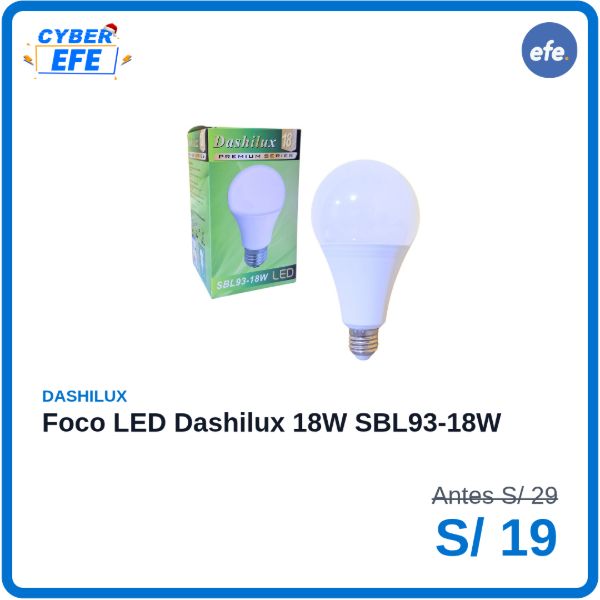 CYBER
EFE
efe.
Dashilux 18
PREMIUM SERIES
SBL93-18W LED
DASHILUX
Foco LED Dashilux 18W SBL93-18W
Antes S/ 29
S/ 19